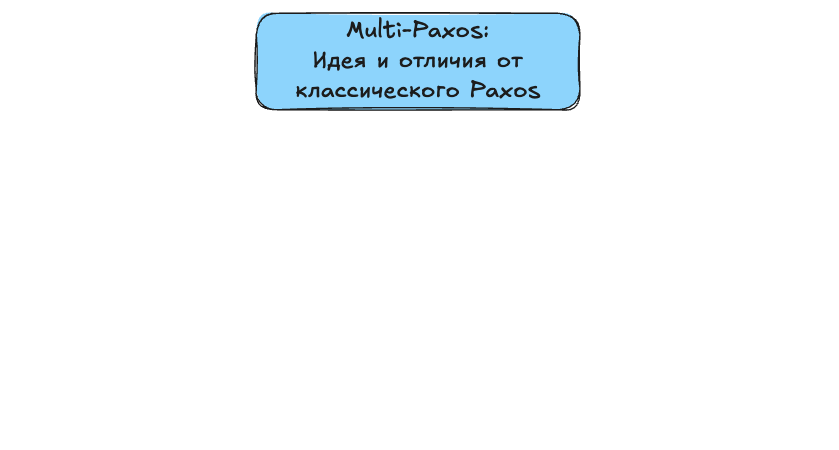 Multi-Paxos:
Идея и отличия от
классического Paxos